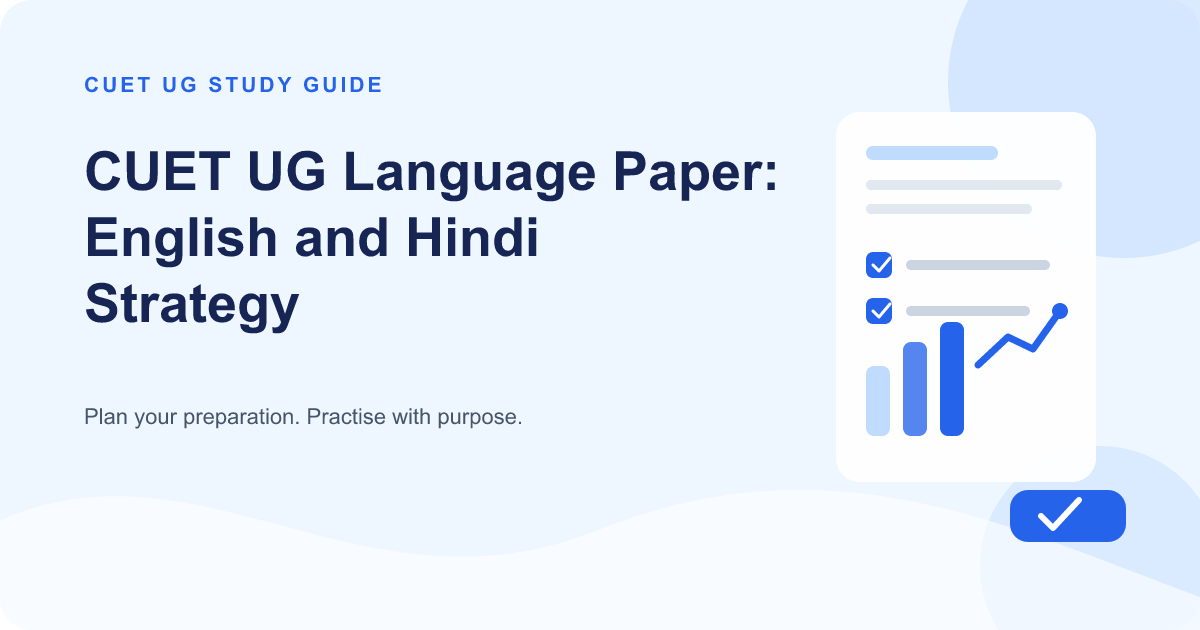 CUET UG STUDY GUIDE
CUET UG Language Paper:
English and Hindi
Strategy
Plan your preparation. Practise with purpose.